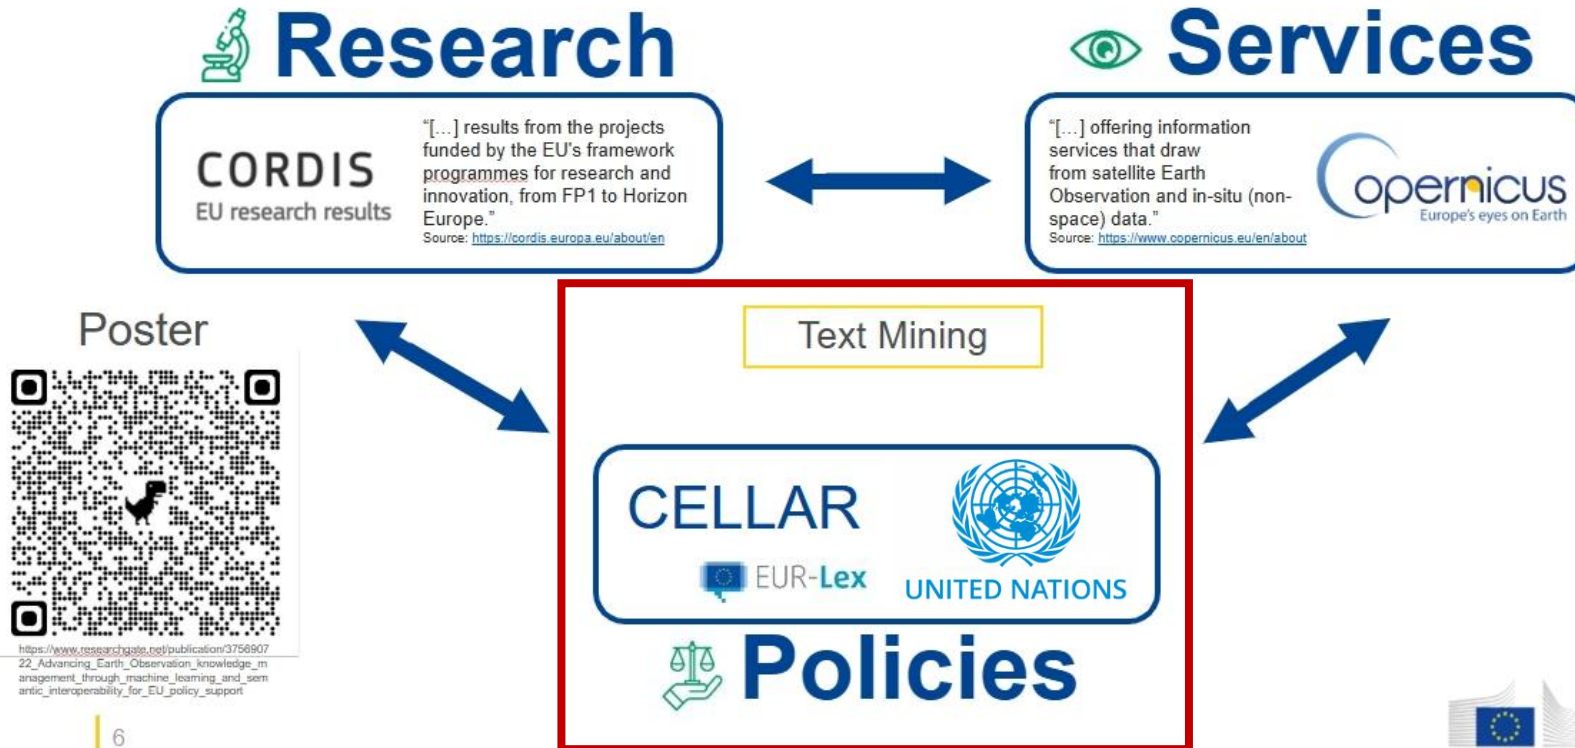 Research
CORDIS
EU research results
“[...] results from the projects
funded by the EU's framework
programmes for research and
innovation, from FP1 to Horizon
Europe.”
Source: https://cordis.europa.eu/about/en
Services
“[...] offering information
services that draw
from satellite Earth
Observation and in-situ (non-
space) data.”
Source: https://www.copernicus.eu/en/about
opernicus
Europe's eyes on Earth
Poster
https://www.researchgate.net/publication/3756907
22_Advancing_Earth_Observation_knowledge_m
anagement_through_machine_learning_and_sem
antic_interoperability_for_EU_policy_support
Text Mining
CELLAR
EUR-Lex
UNITED NATIONS
Policies
6